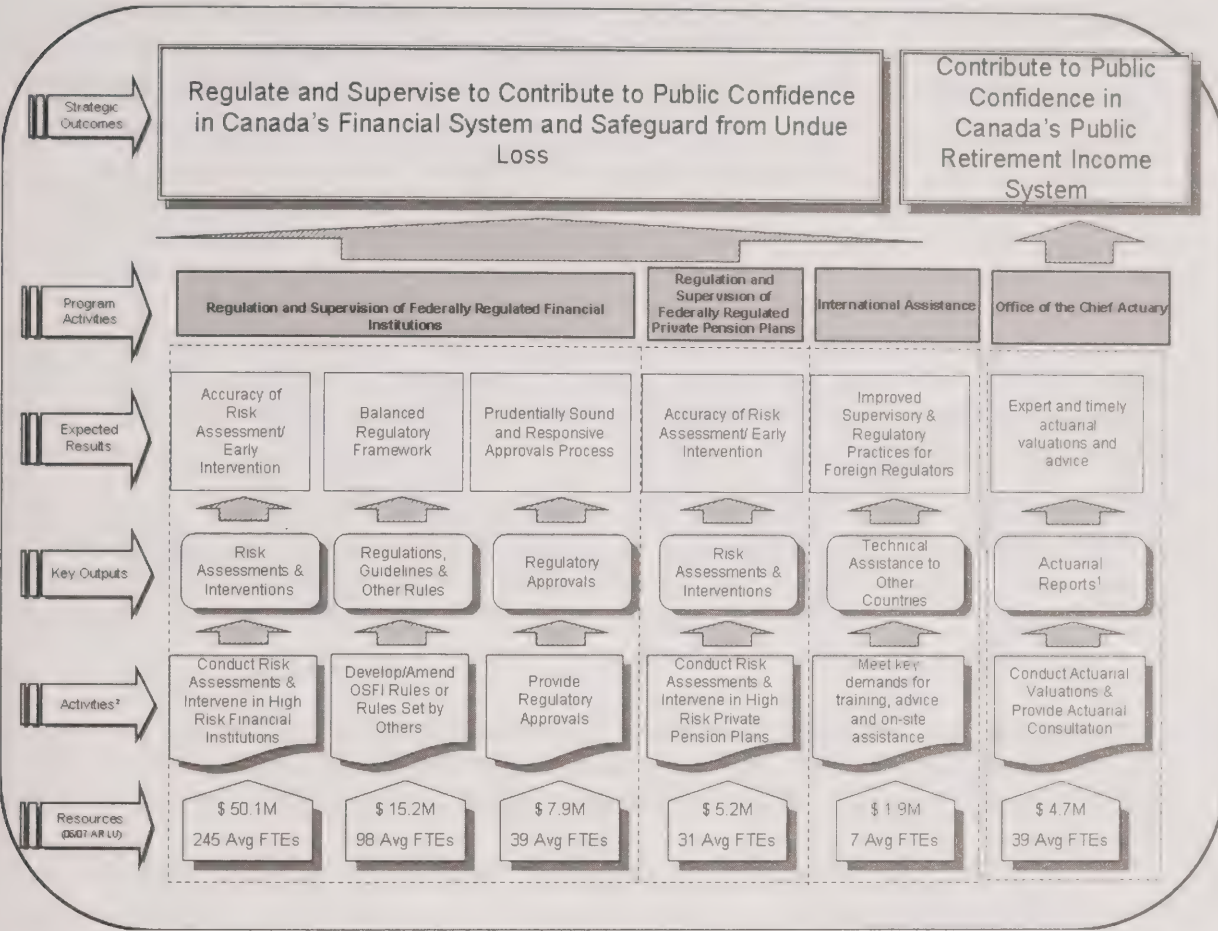 Strategic
Outcomes
Regulate and Supervise to Contribute to Public Confidence
in Canada's Financial System and Safeguard from Undue
Loss
Contribute to Public
Confidence in
Canada's Public
Retirement Income
System
Program
Activities
Regulation and Supervision of Federally Regulated Financial
Institutions
Regulation and
Supervision of
Federally Regulated
Private Pension Plans
International Assistance
Office of the Chief Actuary
Expected
Results
Accuracy of
Risk
Assessment/
Early
Intervention
Balanced
Regulatory
Framework
Prudentially Sound
and Responsive
Approvals Process
Accuracy of Risk
Assessment/ Early
Intervention
Improved
Supervisory &
Regulatory
Practices for
Foreign Regulators
Expert and timely
actuarial
valuations and
advice
Key Outputs
Risk
Assessments &
Interventions
Regulations,
Guidelines &
Other Rules
Regulatory
Approvals
Risk
Assessments &
Interventions
Technical
Assistance to
Other
Countries
Actuarial
Reports¹
Activities²
Conduct Risk
Assessments &
Intervene in High
Risk Financial
Institutions
Develop/Amend
OSFI Rules or
Rules Set by
Others
Provide
Regulatory
Approvals
Conduct Risk
Assessments &
Intervene in High
Risk Private
Pension Plans
Meet key
demands for
training, advice
and on-site
assistance
Conduct Actuarial
Valuations &
Provide Actuarial
Consultation
Resources
(06/07 AR LU)
$ 50.1M
245 Avg FTEs
$ 15.2M
98 Avg FTEs
$ 7.9M
39 Avg FTEs
$ 5.2M
31 Avg FTEs
$ 1.9M
7 Avg FTEs
$ 4.7M
39 Avg FTEs